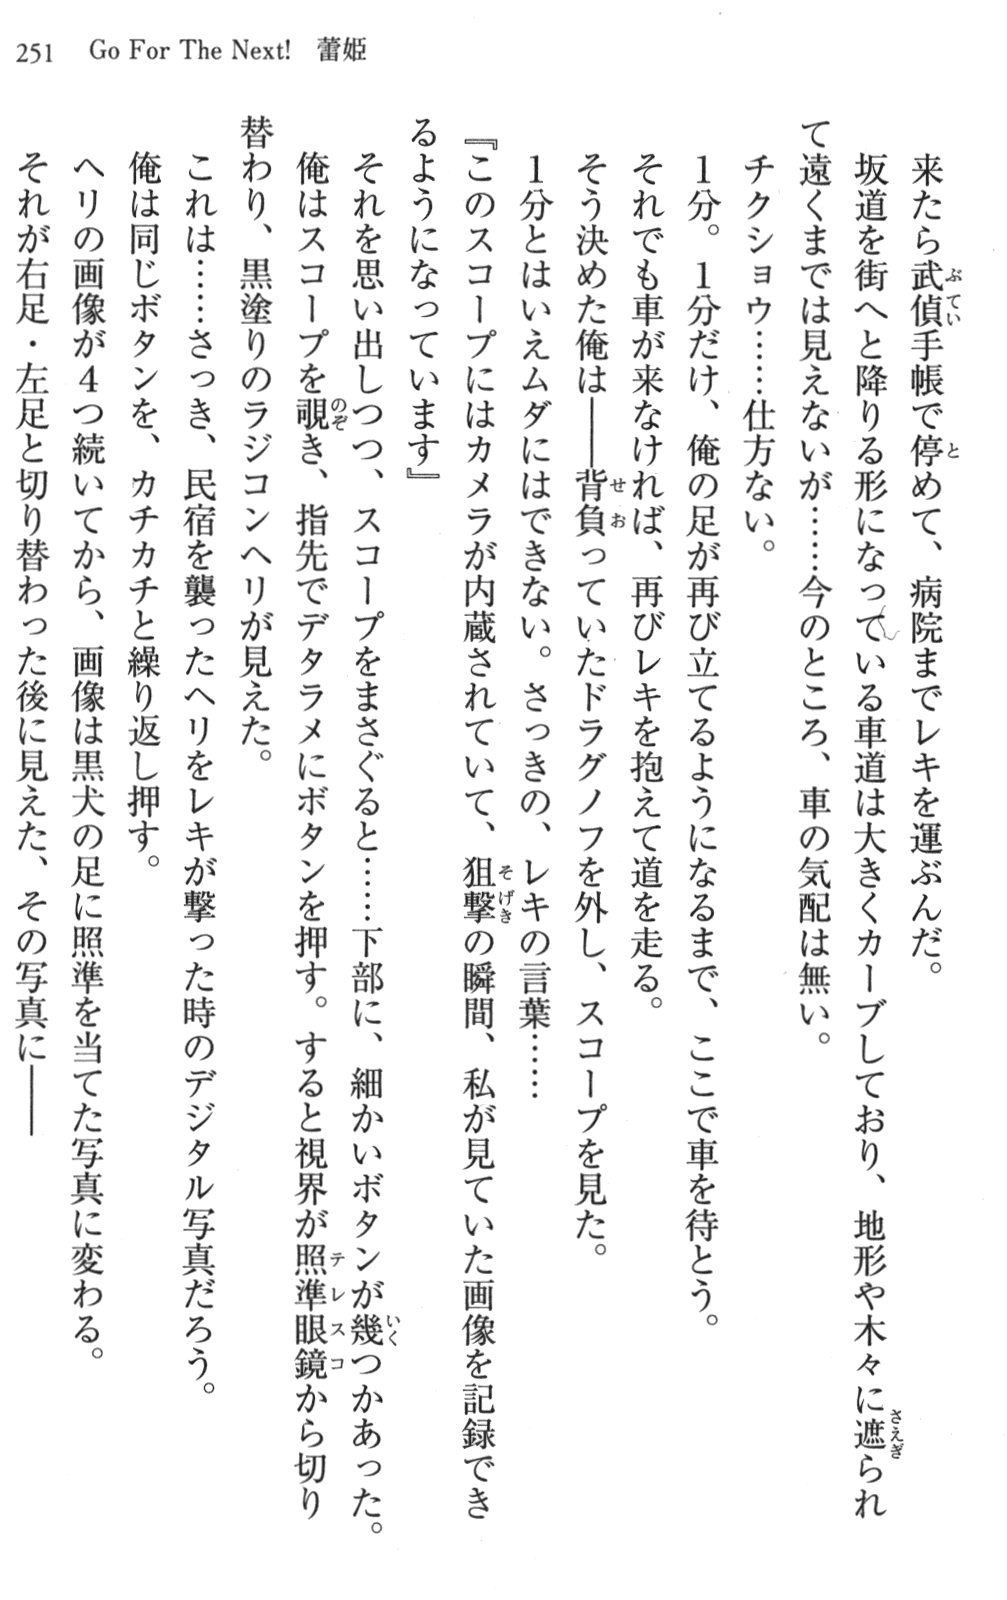 251 Go For The Next! 蕾姫
来たら武偵手帳で停めて、病院までレキを運ぶんだ。
坂道を街へと降りる形になっている車道は大きくカーブしており、地形や木々に遮られ
て遠くまでは見えないが……今のところ、車の気配は無い。
チクショウ……仕方ない。
1分。1分だけ、俺の足が再び立てるようになるまで、ここで車を待とう。
それでも車が来なければ、再びレキを抱えて道を走る。
そう決めた俺は――背負っていたドラグノフを外し、スコープを見た。
1分とはいえムダにはできない。さっきの、レキの言葉……
『このスコープにはカメラが内蔵されていて、狙撃の瞬間、私が見ていた画像を記録でき
るようになっています』
それを思い出しつつ、スコープをまさぐると……下部に、細かいボタンが幾つかあった。
俺はスコープを覗き、指先でデタラメにボタンを押す。すると視界が照準眼鏡から切り
替わり、黒塗りのラジコンヘリが見えた。
これは……さっき、民宿を襲ったヘリをレキが撃った時のデジタル写真だろう。
俺は同じボタンを、カチカチと繰り返し押す。
ヘリの画像が4つ続いてから、画像は黒犬の足に照準を当てた写真に変わる。
それが右足・左足と切り替わった後に見えた、その写真に――